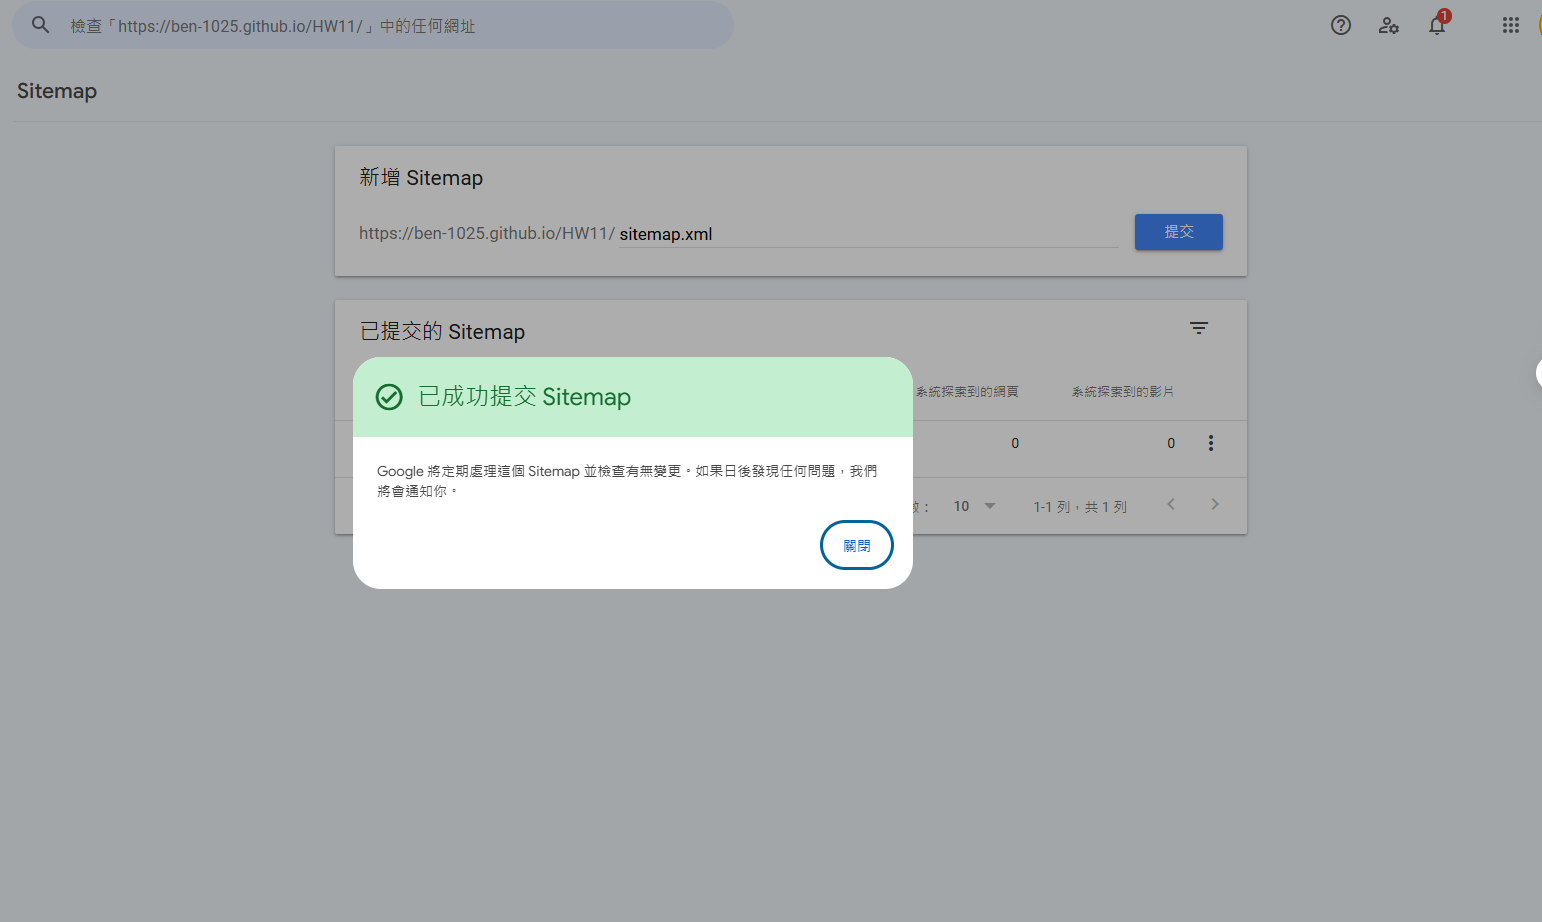 檢查「https://ben-1025.github.io/HW11/」中的任何網址
1
Sitemap
新增 Sitemap
https://ben-1025.github.io/HW11/ sitemap.xml
提交
已提交的 Sitemap
已成功提交 Sitemap
系統探索到的網頁
系統探索到的影片
0
0
Google 將定期處理這個 Sitemap 並檢查有無變更。如果日後發現任何問題，我們
將會通知你。
10
1-1 列，共 1 列
關閉